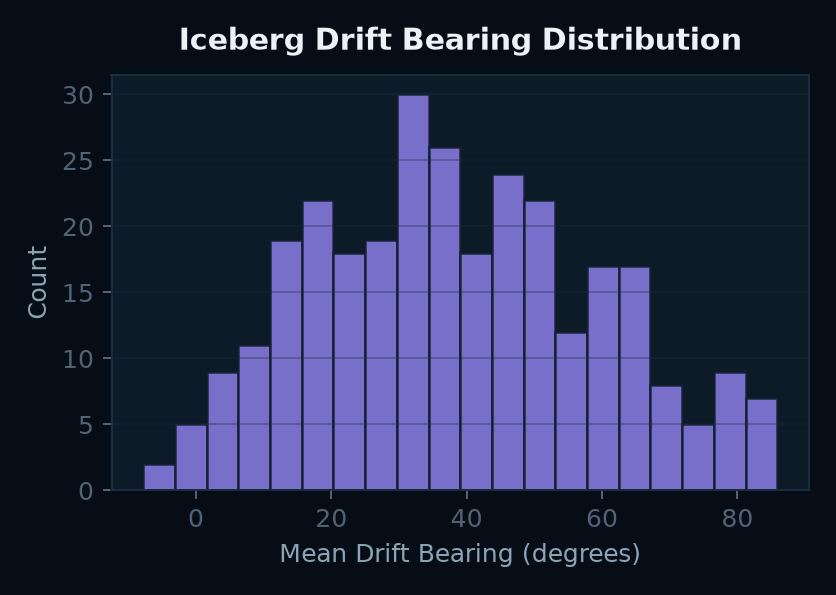 Iceberg Drift Bearing Distribution
30
25
20
15
10
5
0
Count
0 20 40 60 80
Mean Drift Bearing (degrees)